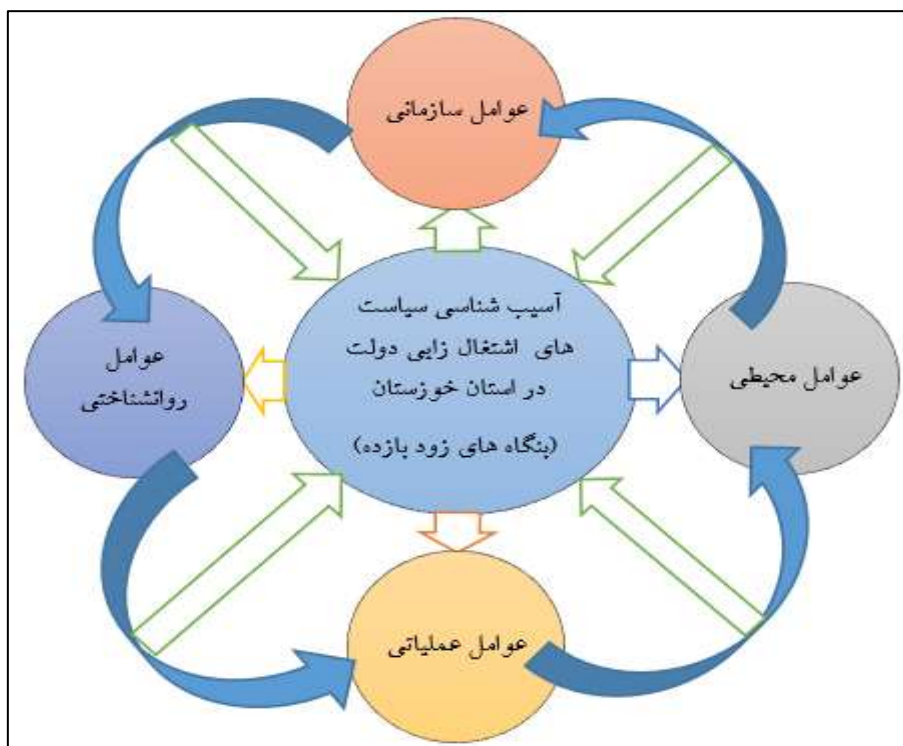 عوامل سازمانی
آسیب شناسی سیاست
های اشتغال زایی دولت
در استان خوزستان
(بنگاه های زود بازده)
عوامل محیطی
عوامل
روانشناختی
عوامل عملیاتی